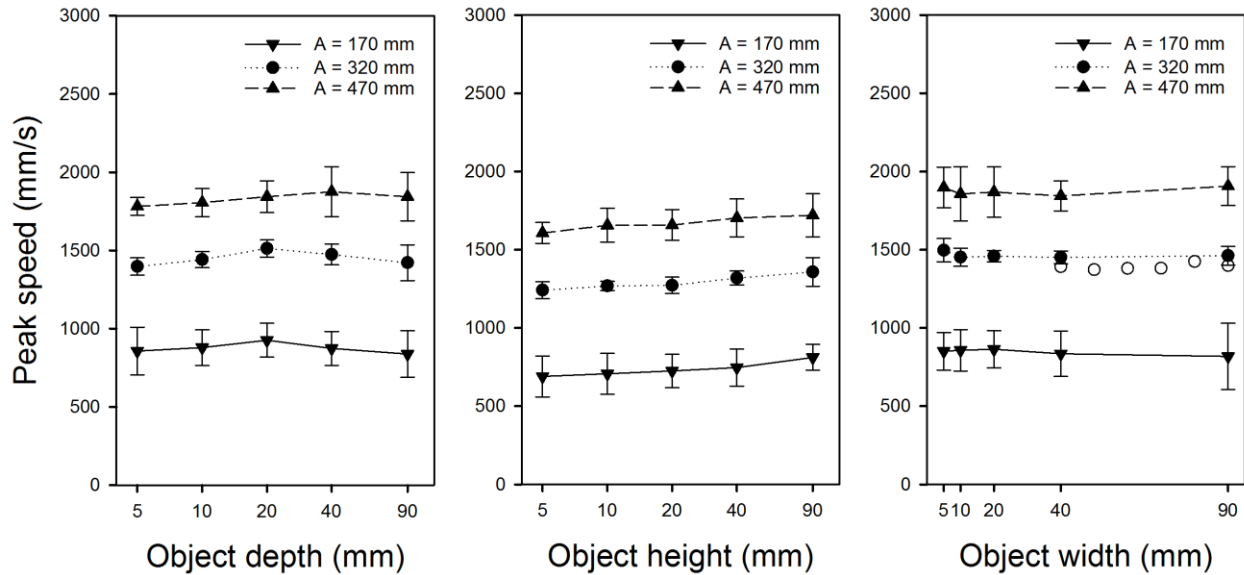 Peak speed (mm/s)
3000
2500
2000
1500
1000
500
0
A = 170 mm
A = 320 mm
A = 470 mm
5 10 20 40 90
Object depth (mm)
3000
2500
2000
1500
1000
500
0
A = 170 mm
A = 320 mm
A = 470 mm
5 10 20 40 90
Object height (mm)
3000
2500
2000
1500
1000
500
0
A = 170 mm
A = 320 mm
A = 470 mm
5 10 20 40 90
Object width (mm)